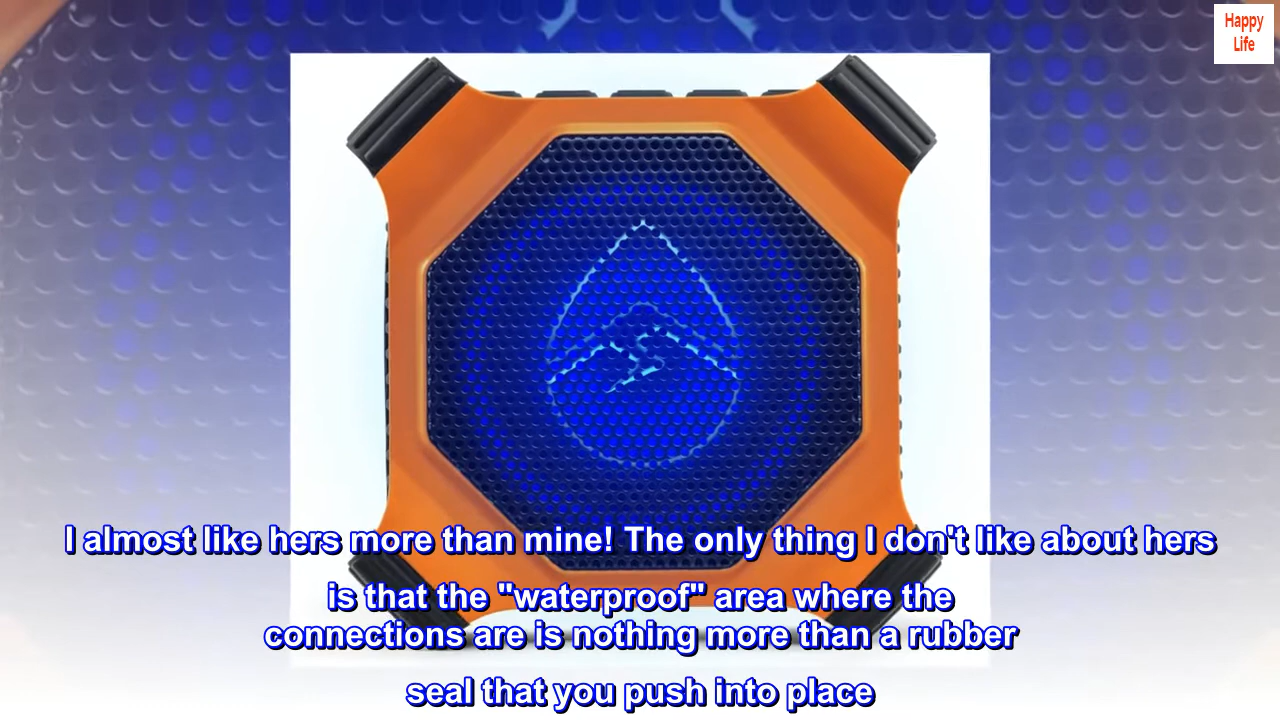 Happy
Life
I almost like hers more than mine! The only thing I don't like about hers
is that the "waterproof" area where the
connections are is nothing more than a rubber
seal that you push into place